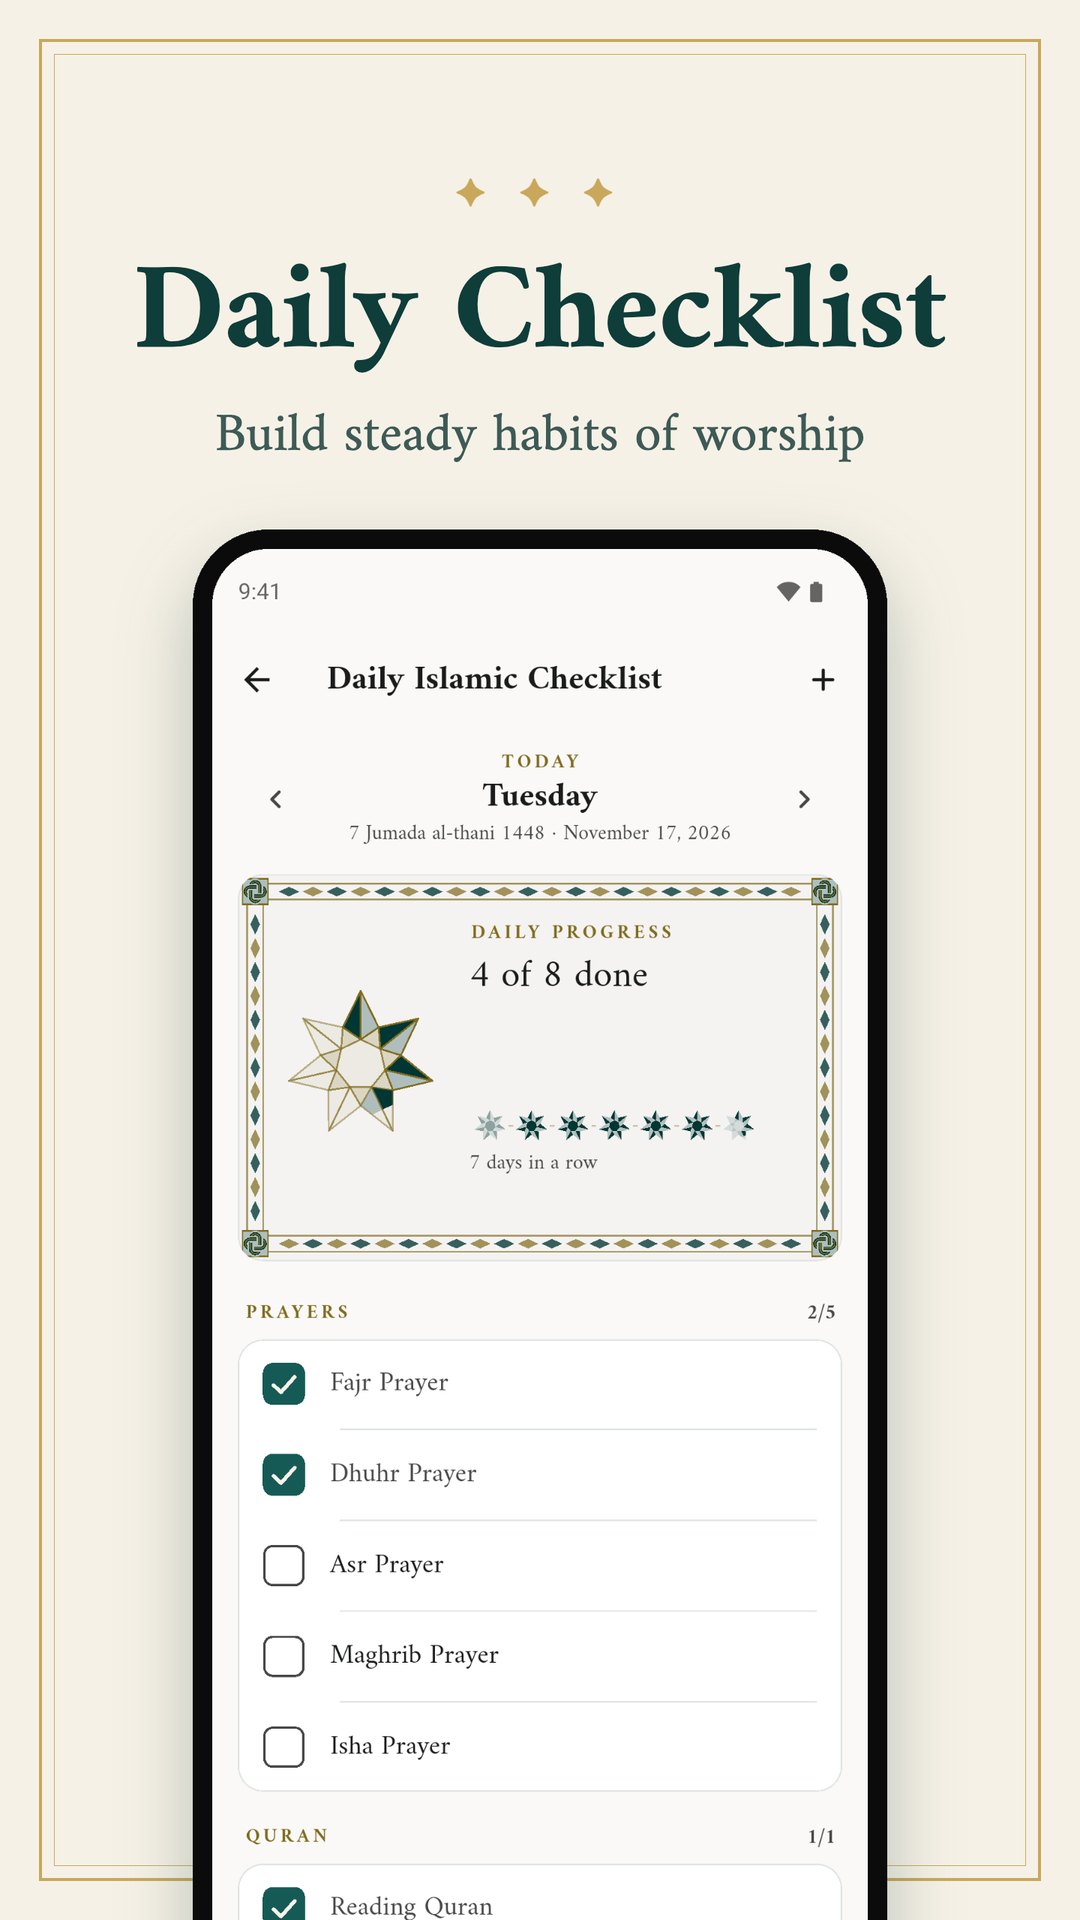 Daily Checklist
Build steady habits of worship
9:41
Daily Islamic Checklist
TODAY
Tuesday
7 Jumada al-thani 1448 · November 17, 2026
DAILY PROGRESS
4 of 8 done
7 days in a row
PRAYERS 2/5
Fajr Prayer
Dhuhr Prayer
Asr Prayer
Maghrib Prayer
Isha Prayer
QURAN 1/1
Reading Quran